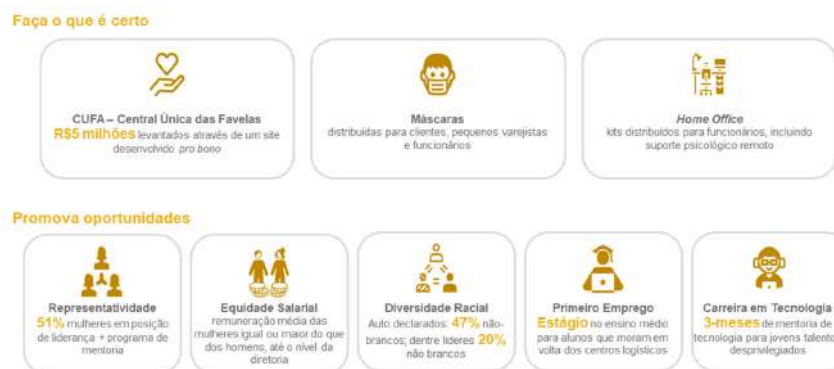 Faça o que é certo
CUFA – Central Única das Favelas
R$5 milhões levantados através de um site
desenvolvido pro bono
Máscaras
distribuídas para clientes, pequenos varejistas
e funcionários
Home Office
kits distribuídos para funcionários, incluindo
suporte psicológico remoto
Promova oportunidades
Representatividade
51% mulheres em posição
de liderança + programa de
mentoria
Equidade Salarial
remuneração média das
mulheres igual ou maior do que
dos homens, até o nível da
diretoria
Diversidade Racial
Auto declarados: 47% não-
brancos; dentre líderes 20%
não brancos
Primeiro Emprego
Estágio no ensino médio
para alunos que moram em
volta dos centros logísticos
Carreira em Tecnologia
3-meses de mentoria de
tecnologia para jovens talento
desprivilegiados